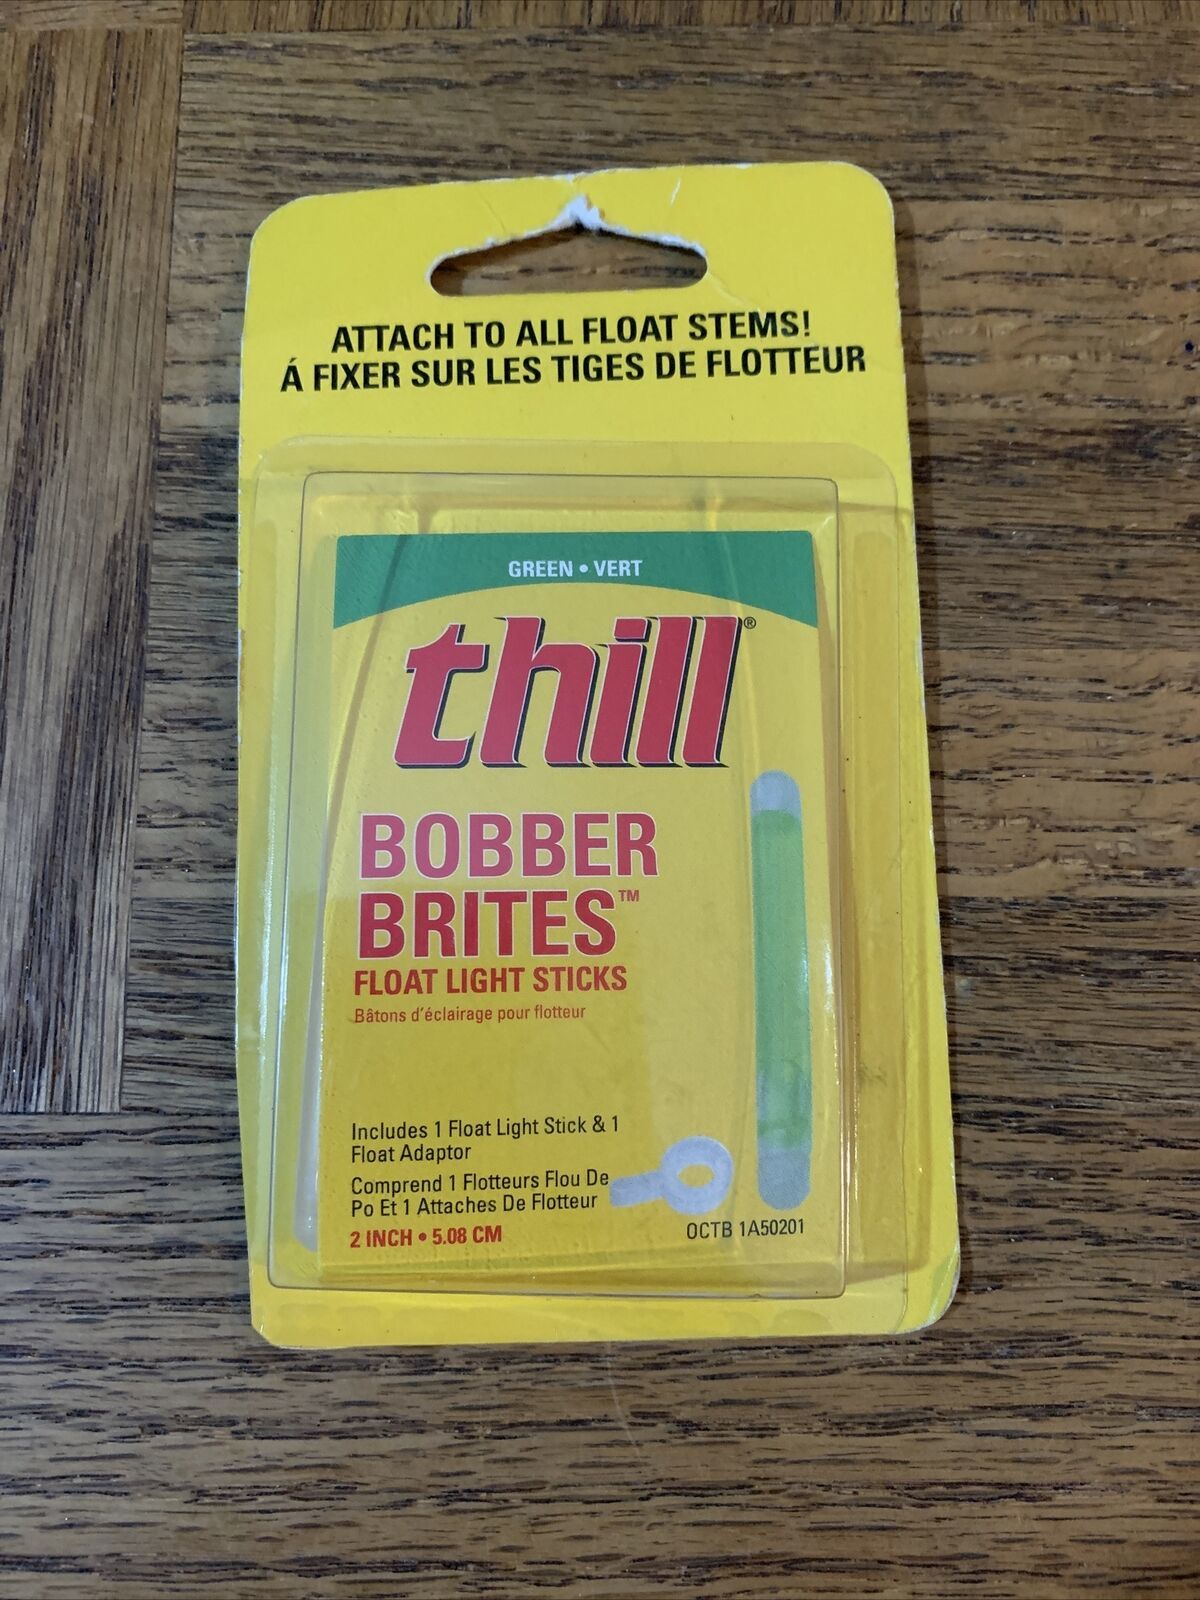 ATTACH TO ALL FLOAT STEMS!
Á FIXER SUR LES TIGES DE FLOTTEUR
GREEN • VERT
thill®
BOBBER
BRITES™
FLOAT LIGHT STICKS
Bâtons d'éclairage pour flotteur
Includes 1 Float Light Stick & 1
Float Adaptor
Comprend 1 Flotteurs Flou De
Po Et 1 Attaches De Flotteur
2 INCH • 5.08 CM
OCTB 1A50201